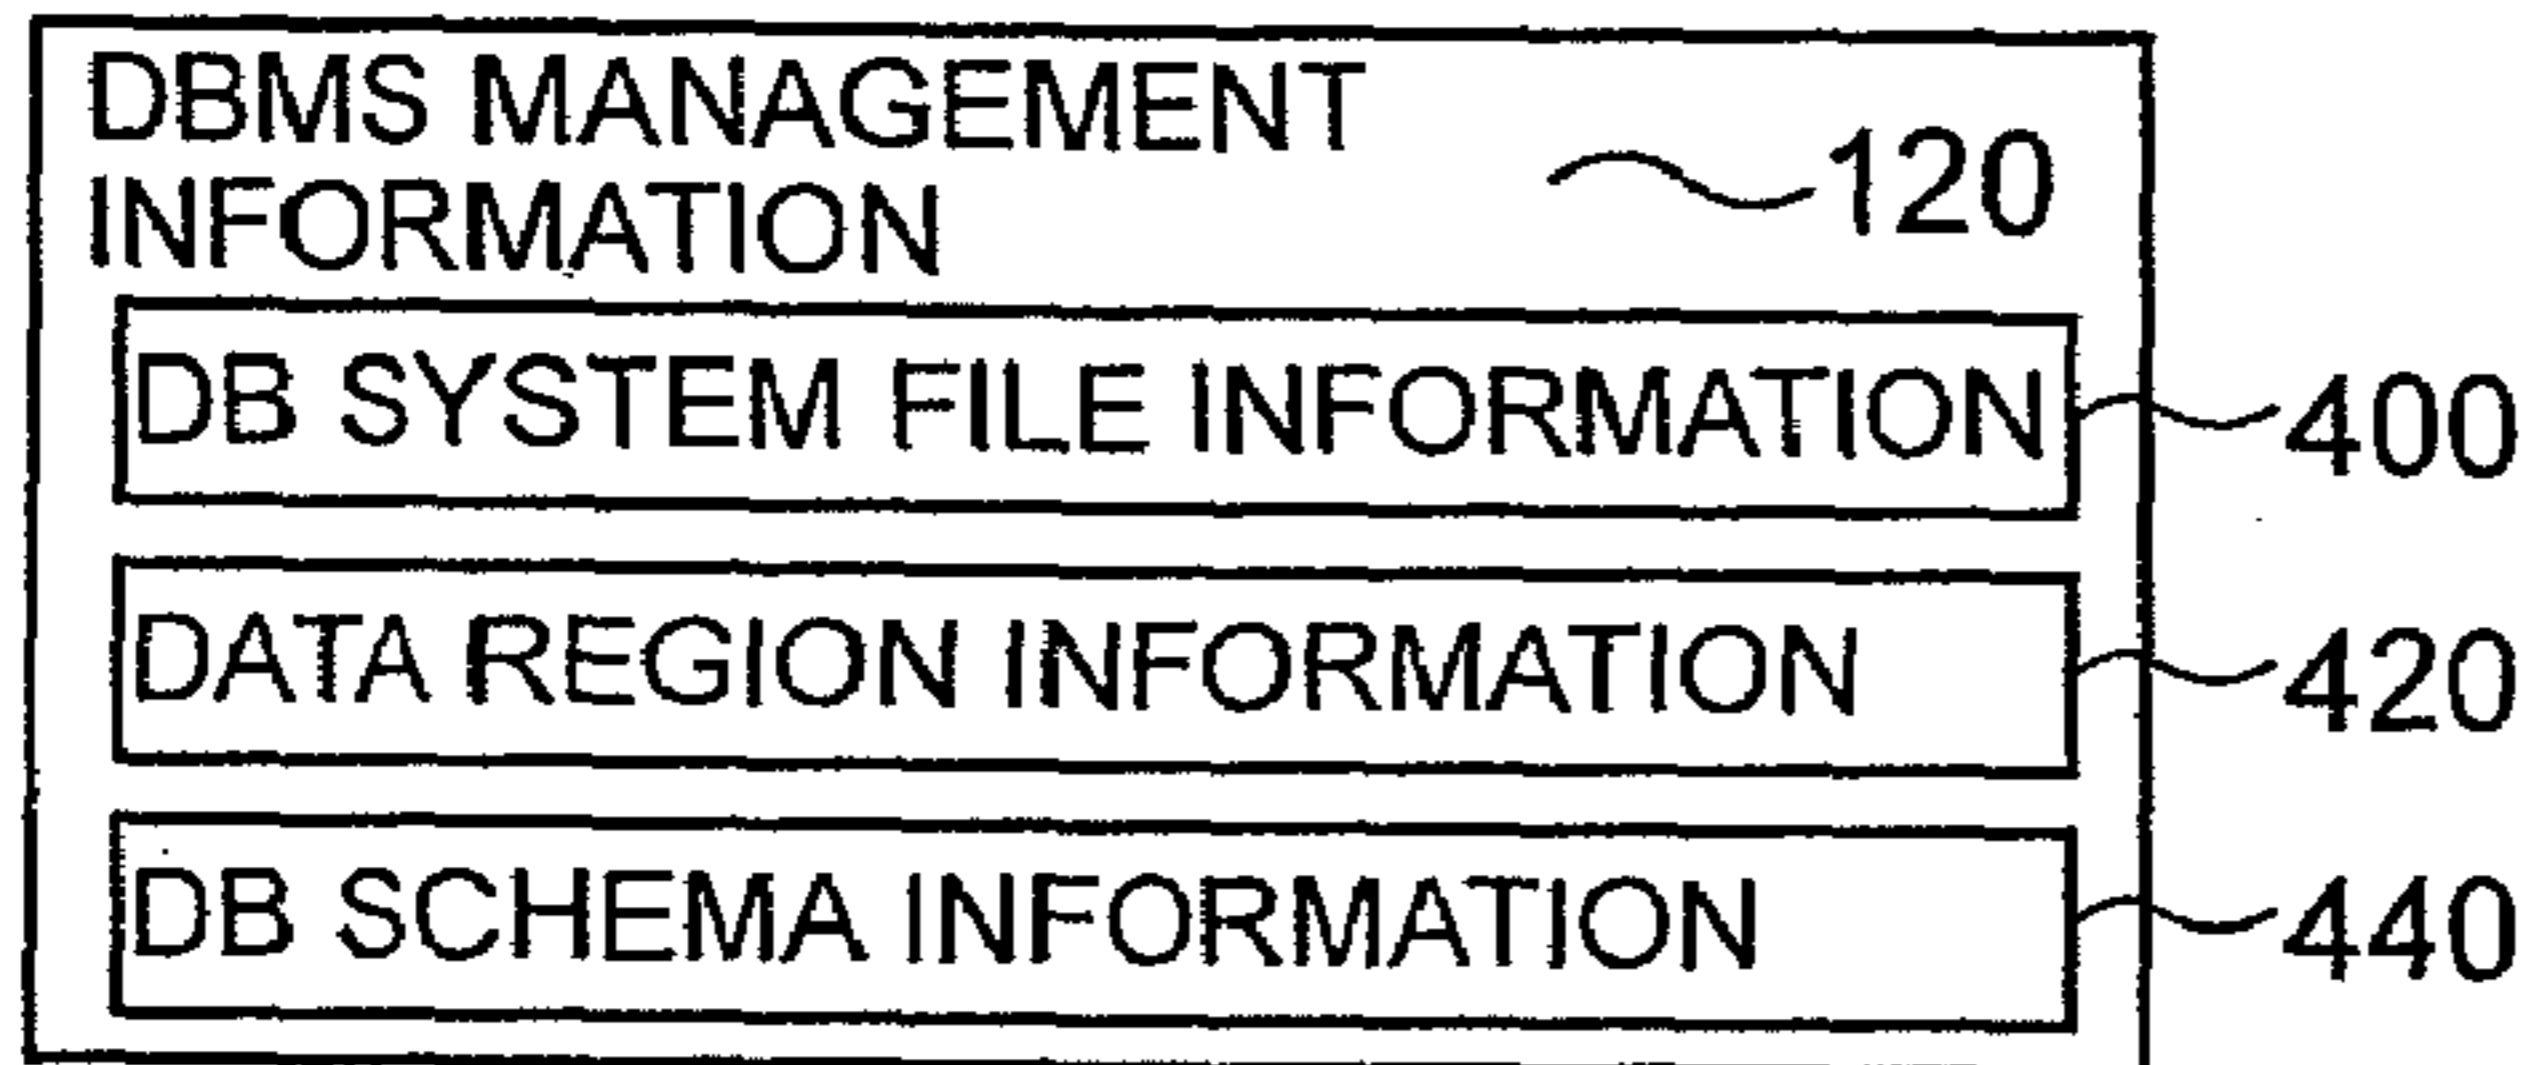 DBMS MANAGEMENT
INFORMATION
120
DB SYSTEM FILE INFORMATION
400
DATA REGION INFORMATION
420
DB SCHEMA INFORMATION
440